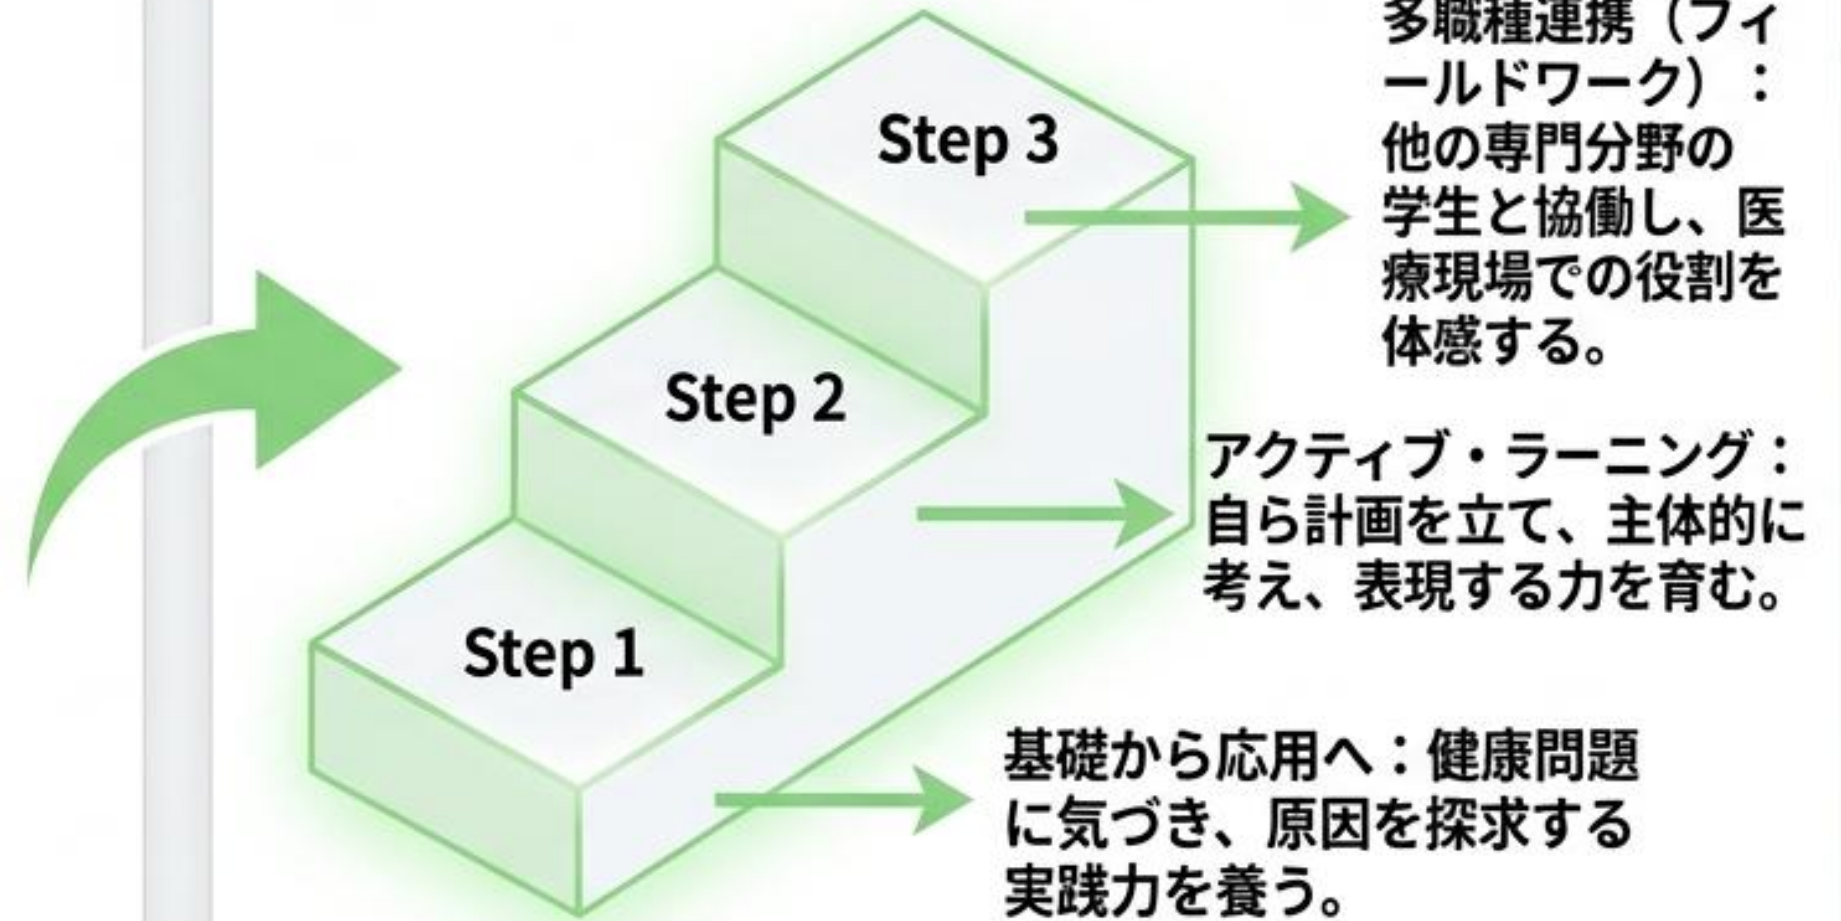 多職種連携（フィ
ールドワーク）：
他の専門分野の
学生と協働し、医
療現場での役割を
体感する。
Step 3
Step 2
アクティブ・ラーニング：
自ら計画を立て、主体的に
考え、表現する力を育む。
Step 1
基礎から応用へ：健康問題
に気づき、原因を探求する
実践力を養う。